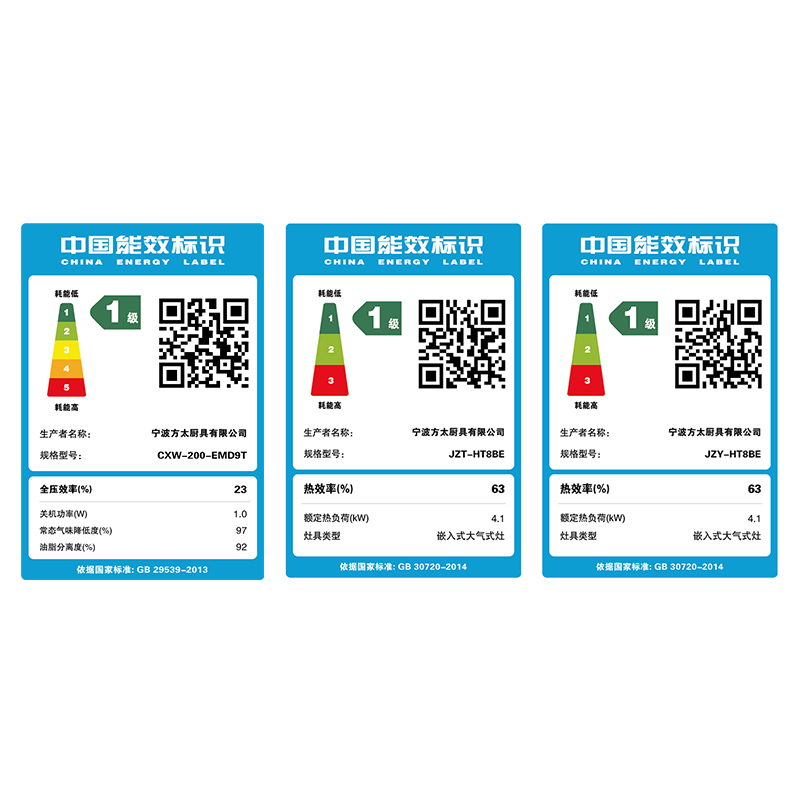 中国能效标识
CHINA ENERGY LABEL
耗能低
1
2
3
4
5
耗能高
1级
生产者名称: 宁波方太厨具有限公司
规格型号: CXW-200-EMD9T
全压效率(%) 23
关机功率(W) 1.0
常态气味降低度(%) 97
油脂分离度(%) 92
依据国家标准: GB 29539-2013
中国能效标识
CHINA ENERGY LABEL
耗能低
1
2
3
耗能高
1级
生产者名称: 宁波方太厨具有限公司
规格型号: JZT-HT8BE
热效率(%) 63
额定热负荷(kW) 4.1
灶具类型 嵌入式大气式灶
依据国家标准: GB 30720-2014
中国能效标识
CHINA ENERGY LABEL
耗能低
1
2
3
耗能高
1级
生产者名称: 宁波方太厨具有限公司
规格型号: JZY-HT8BE
热效率(%) 63
额定热负荷(kW) 4.1
灶具类型 嵌入式大气式灶
依据国家标准: GB 30720-2014